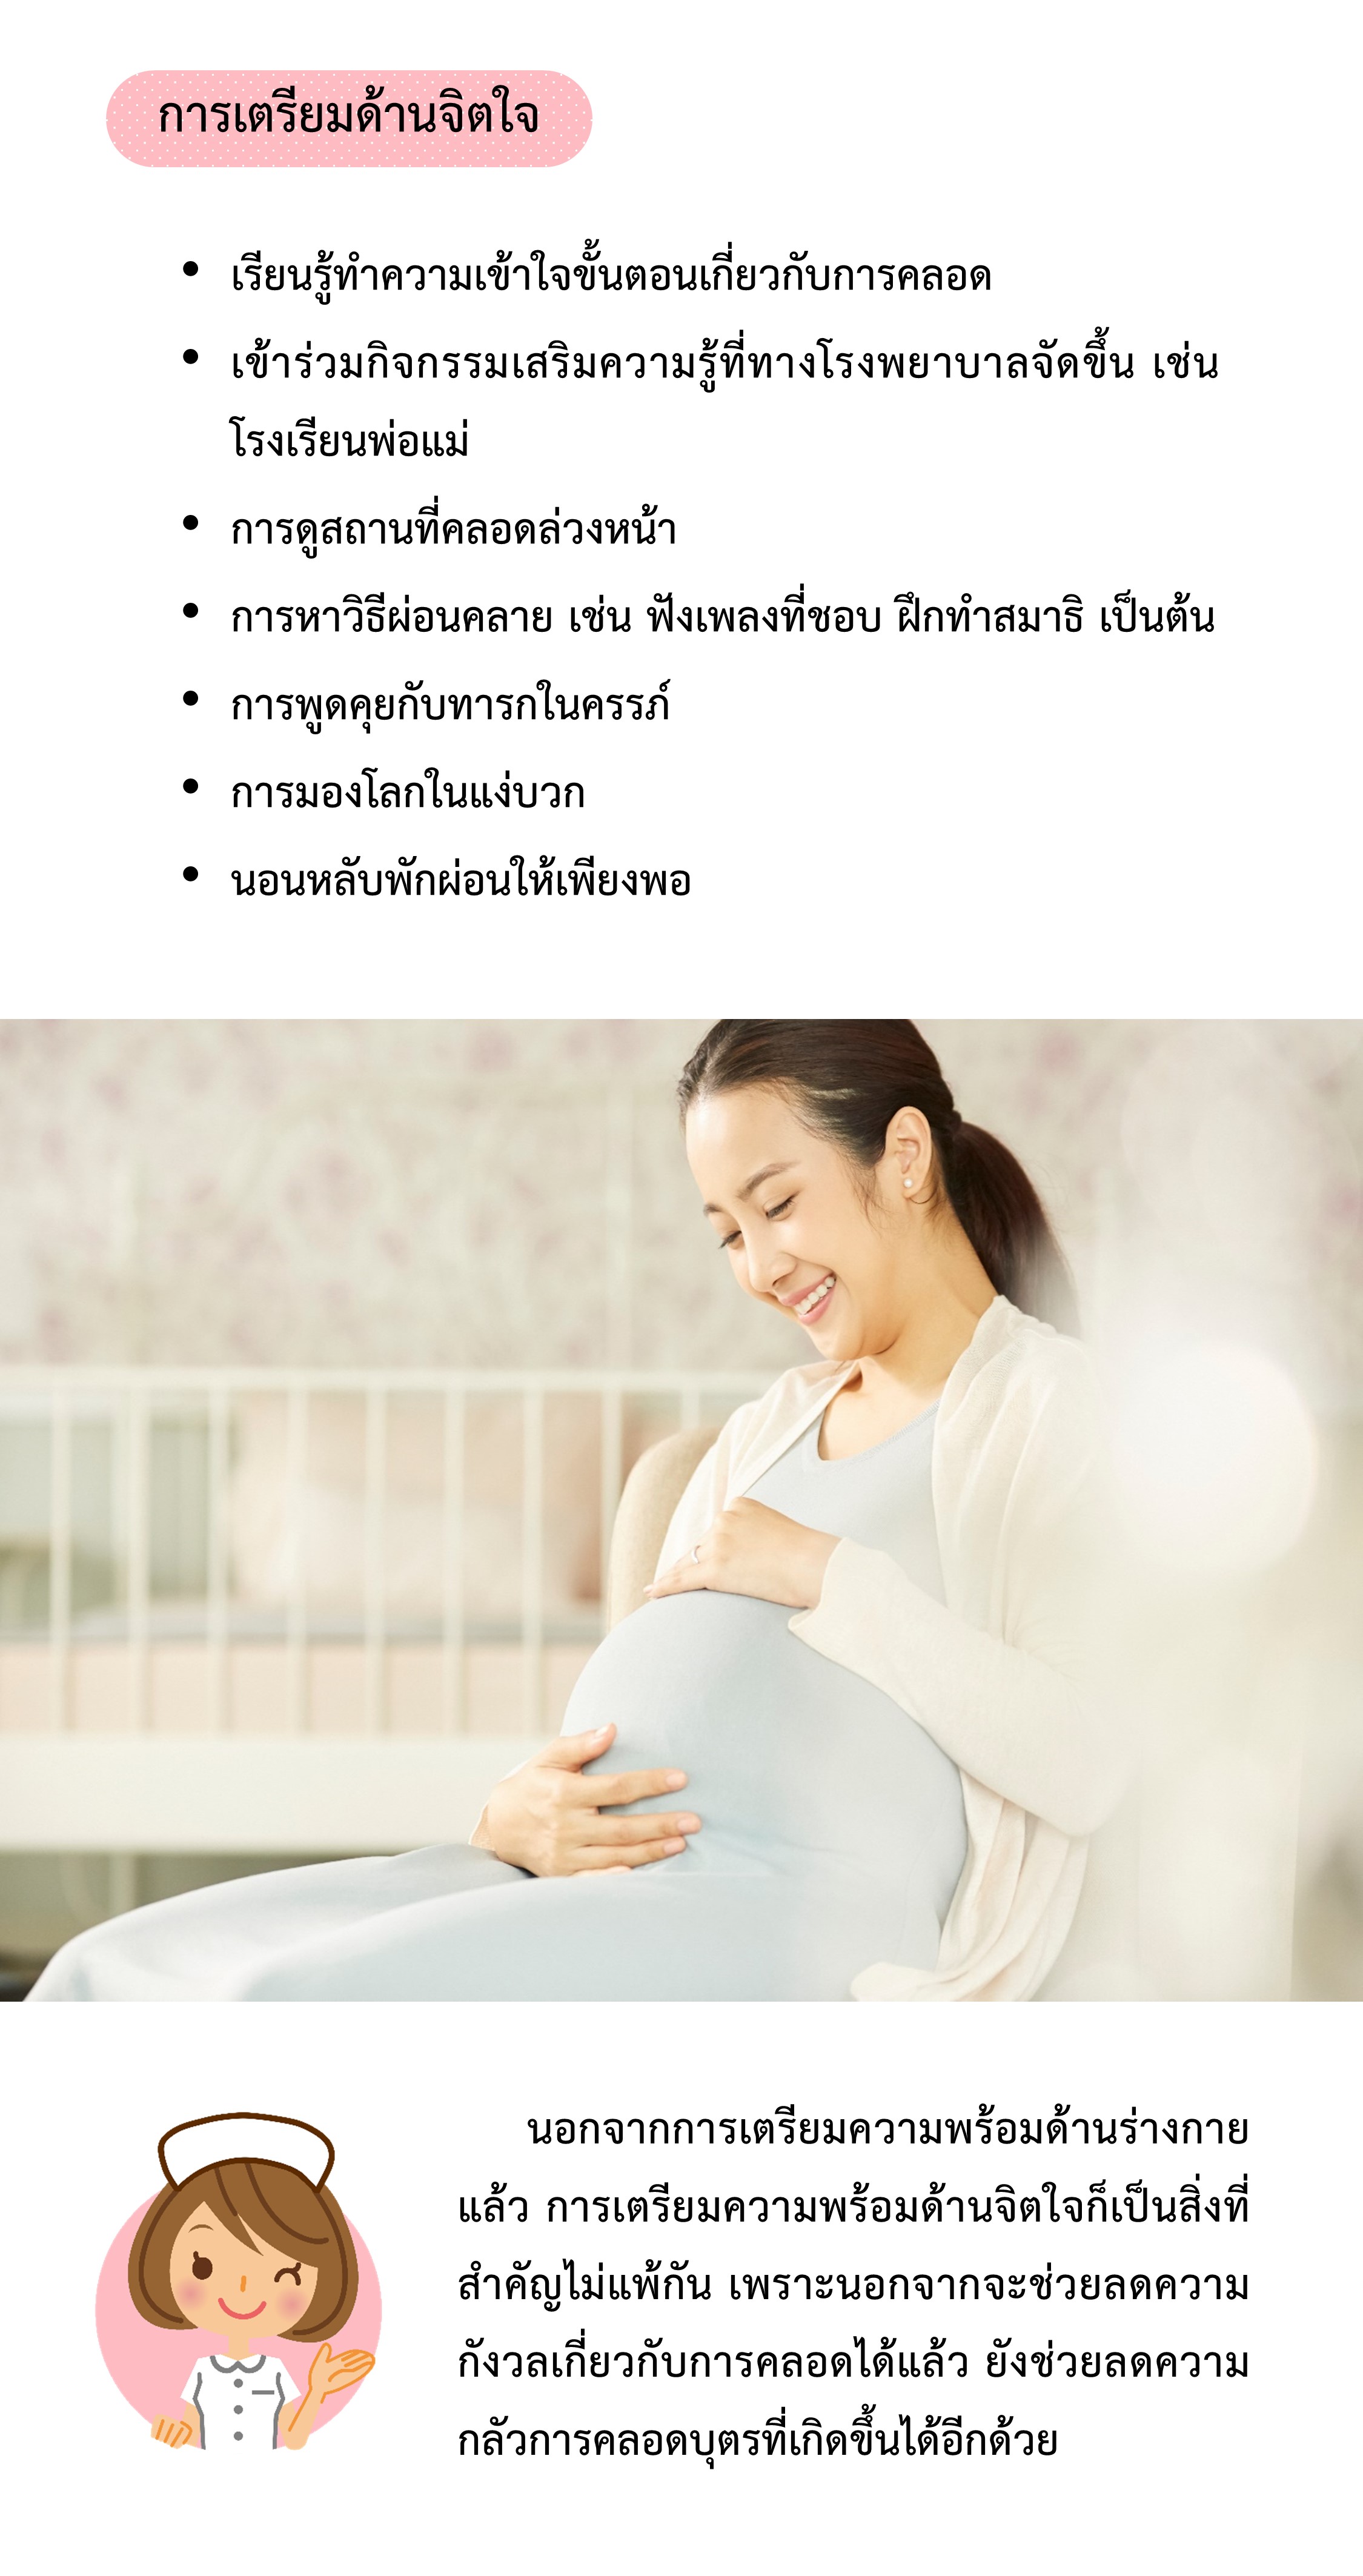 การเตรียมด้านจิตใจ
• เรียนรู้ทำความเข้าใจขั้นตอนเกี่ยวกับการคลอด
• เข้าร่วมกิจกรรมเสริมความรู้ที่ทางโรงพยาบาลจัดขึ้น เช่น
โรงเรียนพ่อแม่
• การดูสถานที่คลอดล่วงหน้า
• การหาวิธีผ่อนคลาย เช่น ฟังเพลงที่ชอบ ฝึกทำสมาธิ เป็นต้น
• การพูดคุยกับทารกในครรภ์
• การมองโลกในแง่บวก
• นอนหลับพักผ่อนให้เพียงพอ
นอกจากการเตรียมความพร้อมด้านร่างกาย
แล้ว การเตรียมความพร้อมด้านจิตใจก็เป็นสิ่งที่
สำคัญไม่แพ้กัน เพราะนอกจากจะช่วยลดความ
กังวลเกี่ยวกับการคลอดได้แล้ว ยังช่วยลดความ
กลัวการคลอดบุตรที่เกิดขึ้นได้อีกด้วย